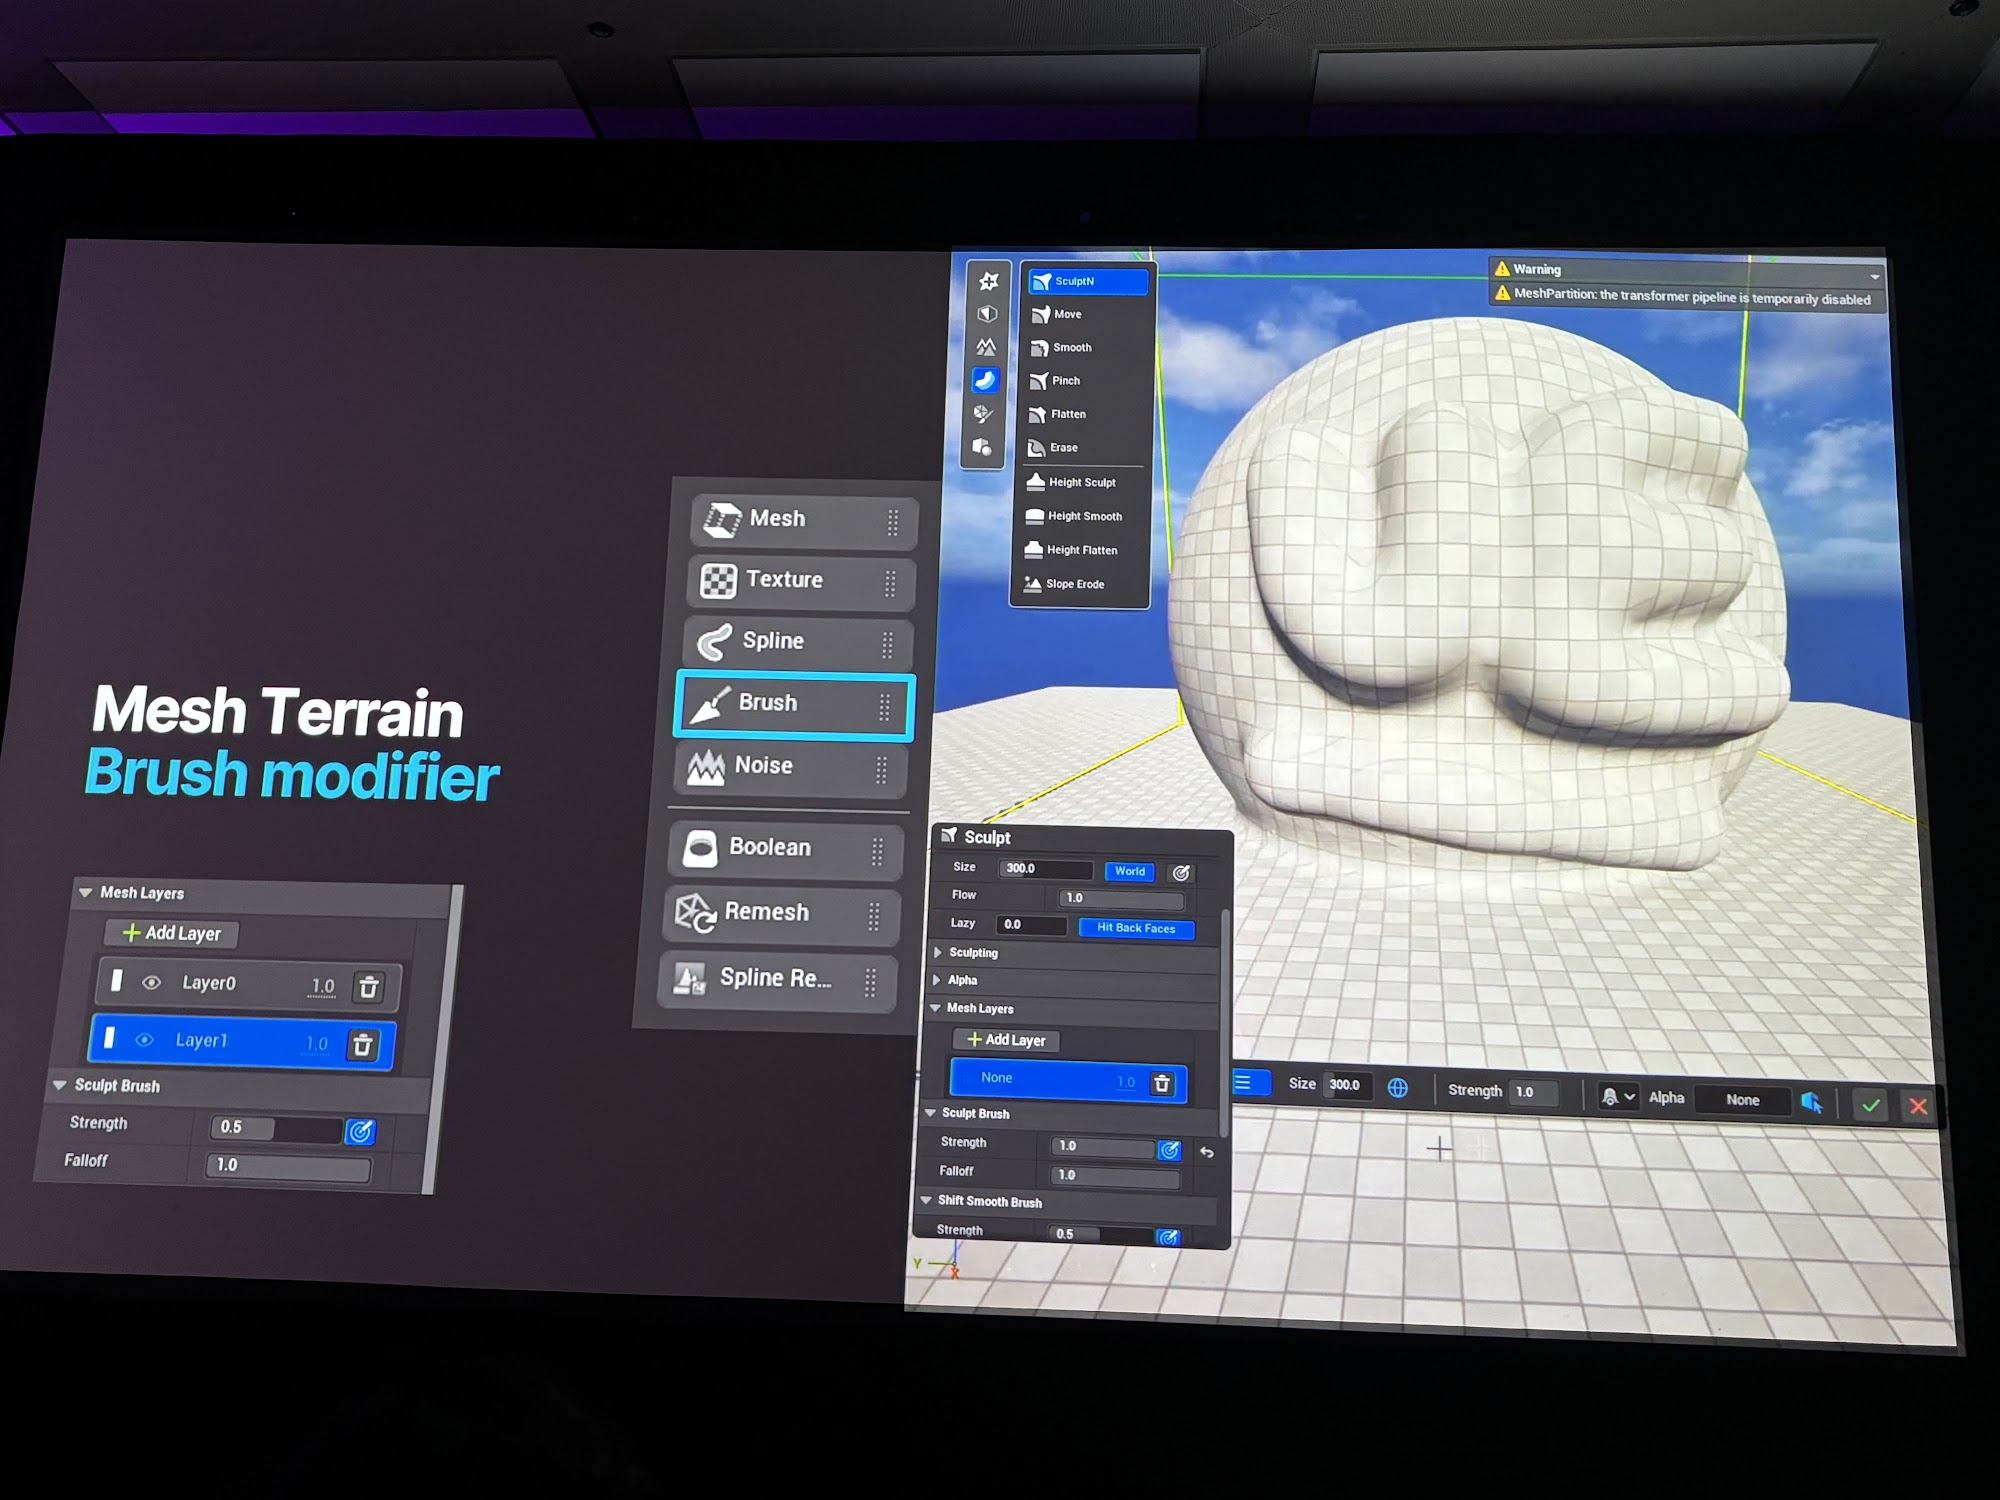 Mesh Terrain
Brush modifier
Mesh Layers
Add Layer
Layer0 1.0
Layer1 1.0
Sculpt Brush
Strength 0.5
Falloff 1.0
Mesh
Texture
Spline
Brush
Noise
Boolean
Remesh
Spline Re...
SculptN
Move
Smooth
Pinch
Flatten
Erase
Height Sculpt
Height Smooth
Height Flatten
Slope Erode
Warning
MeshPartition: the transformer pipeline is temporarily disabled
Sculpt
Size 300.0 World
Flow 1.0
Lazy 0.0 Hit Back Faces
Sculpting
Alpha
Mesh Layers
Add Layer
None 1.0
Sculpt Brush
Strength 1.0
Falloff 1.0
Shift Smooth Brush
Strength 0.5
Y
X
Size 300.0 Strength 1.0 Alpha None